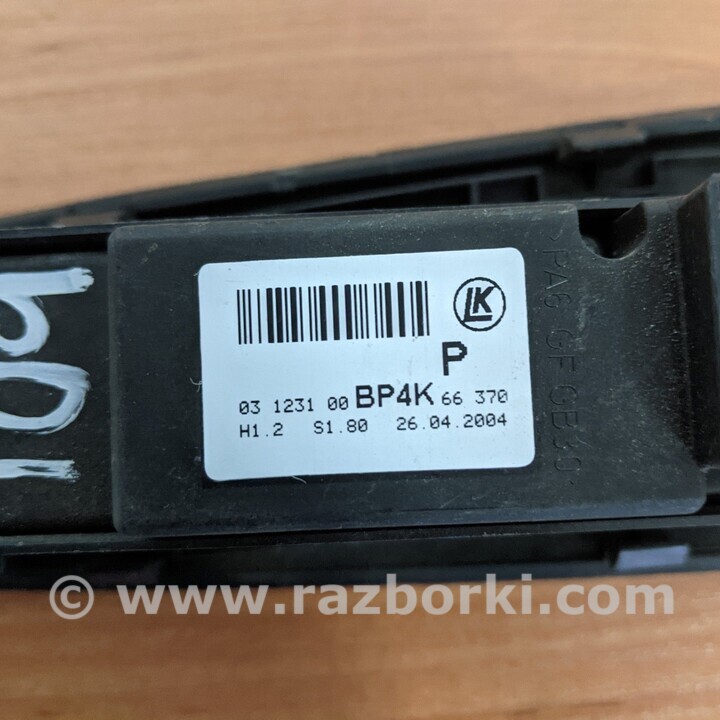 LK
P
03 1231 00 BP4K 66 370
H1.2 S1.80 26.04.2004
>PA6 GF GB30<
© www.razborki.com